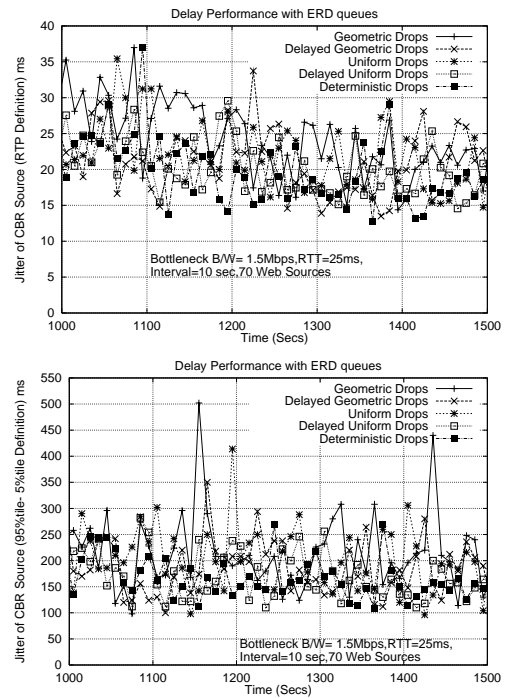 Delay Performance with ERD queues
40
35
30
25
20
15
10
5
0
Jitter of CBR Source (RTP Definition) ms
Geometric Drops
Delayed Geometric Drops
Uniform Drops
Delayed Uniform Drops
Deterministic Drops
Bottleneck B/W= 1.5Mbps,RTT=25ms,
Interval=10 sec,70 Web Sources
1000 1100 1200 1300 1400 1500
Time (Secs)
Delay Performance with ERD queues
550
500
450
400
350
300
250
200
150
100
50
0
Jitter of CBR Source (95%tile- 5%tile Definition) ms
Geometric Drops
Delayed Geometric Drops
Uniform Drops
Delayed Uniform Drops
Deterministic Drops
Bottleneck B/W= 1.5Mbps,RTT=25ms,
Interval=10 sec,70 Web Sources
1000 1100 1200 1300 1400 1500
Time (Secs)